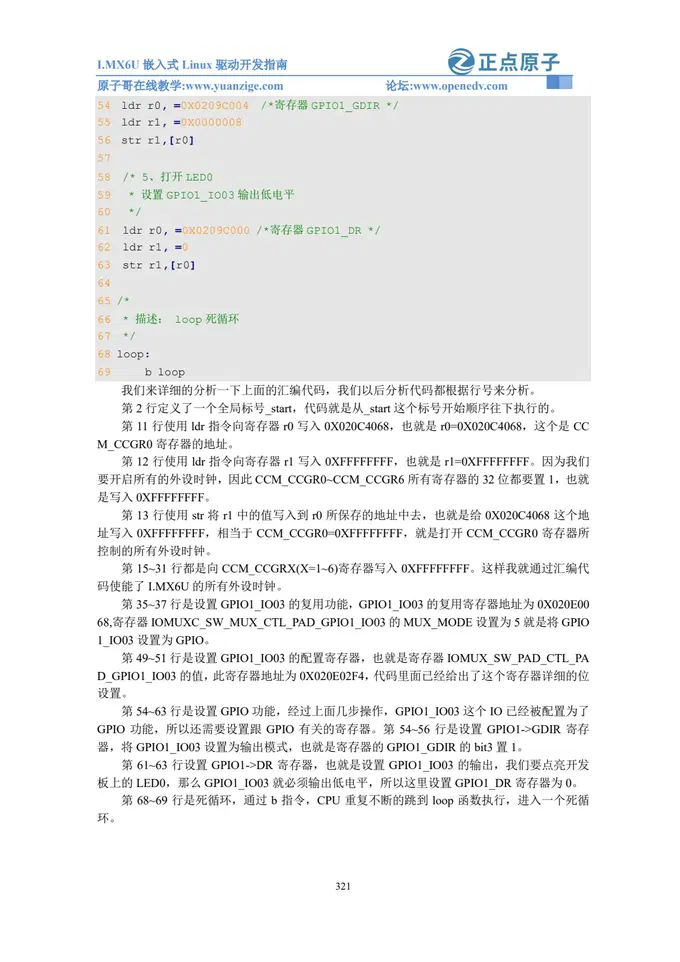 I.MX6U 嵌入式 Linux 驱动开发指南
正点原子
原子哥在线教学:www.yuanzige.com 论坛:www.openedv.com
54 ldr r0, =0X0209C004 /*寄存器 GPIO1_GDIR */
55 ldr r1, =0X0000008
56 str r1,[r0]
57
58 /* 5、打开 LED0
59 * 设置 GPIO1_IO03 输出低电平
60 */
61 ldr r0, =0X0209C000 /*寄存器 GPIO1_DR */
62 ldr r1, =0
63 str r1,[r0]
64
65 /*
66 * 描述: loop 死循环
67 */
68 loop:
69 b loop
我们来详细的分析一下上面的汇编代码，我们以后分析代码都根据行号来分析。
第 2 行定义了一个全局标号_start，代码就是从_start 这个标号开始顺序往下执行的。
第 11 行使用 ldr 指令向寄存器 r0 写入 0X020C4068，也就是 r0=0X020C4068，这个是 CC
M_CCGR0 寄存器的地址。
第 12 行使用 ldr 指令向寄存器 r1 写入 0XFFFFFFFF，也就是 r1=0XFFFFFFFF。因为我们
要开启所有的外设时钟，因此 CCM_CCGR0~CCM_CCGR6 所有寄存器的 32 位都要置 1，也就
是写入 0XFFFFFFFF。
第 13 行使用 str 将 r1 中的值写入到 r0 所保存的地址中去，也就是给 0X020C4068 这个地
址写入 0XFFFFFFFF，相当于 CCM_CCGR0=0XFFFFFFFF，就是打开 CCM_CCGR0 寄存器所
控制的所有外设时钟。
第 15~31 行都是向 CCM_CCGRX(X=1~6)寄存器写入 0XFFFFFFFF。这样我就通过汇编代
码使能了 I.MX6U 的所有外设时钟。
第 35~37 行是设置 GPIO1_IO03 的复用功能，GPIO1_IO03 的复用寄存器地址为 0X020E00
68,寄存器 IOMUXC_SW_MUX_CTL_PAD_GPIO1_IO03 的 MUX_MODE 设置为 5 就是将 GPIO
1_IO03 设置为 GPIO。
第 49~51 行是设置 GPIO1_IO03 的配置寄存器，也就是寄存器 IOMUX_SW_PAD_CTL_PA
D_GPIO1_IO03 的值，此寄存器地址为 0X020E02F4，代码里面已经给出了这个寄存器详细的位
设置。
第 54~63 行是设置 GPIO 功能，经过上面几步操作，GPIO1_IO03 这个 IO 已经被配置为了
GPIO 功能，所以还需要设置跟 GPIO 有关的寄存器。第 54~56 行是设置 GPIO1->GDIR 寄存
器，将 GPIO1_IO03 设置为输出模式，也就是寄存器的 GPIO1_GDIR 的 bit3 置 1。
第 61~63 行设置 GPIO1->DR 寄存器，也就是设置 GPIO1_IO03 的输出，我们要点亮开发
板上的 LED0，那么 GPIO1_IO03 就必须输出低电平，所以这里设置 GPIO1_DR 寄存器为 0。
第 68~69 行是死循环，通过 b 指令，CPU 重复不断的跳到 loop 函数执行，进入一个死循
环。
321